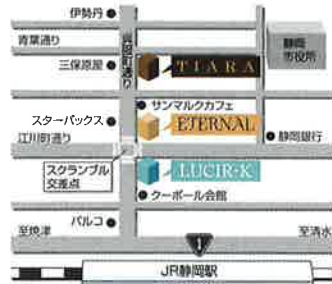 伊勢丹
青葉通り
静岡
市役所
三保原屋
呉服町通り
TIARA
サンマルクカフェ
スターバックス
ETERNAL
江川町通り
静岡銀行
スクランブル
交差点
LUCIR-K
クーポール会館
パルコ
至焼津
1
至清水
JR静岡駅